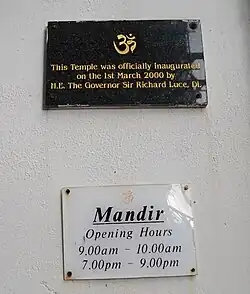 ॐ
This Temple was officially inaugurated
on the 1st March 2000 by
H.E. The Governor Sir Richard Luce, DL
ॐ
Mandir
Opening Hours
9.00am - 10.00am
7.00pm - 9.00pm